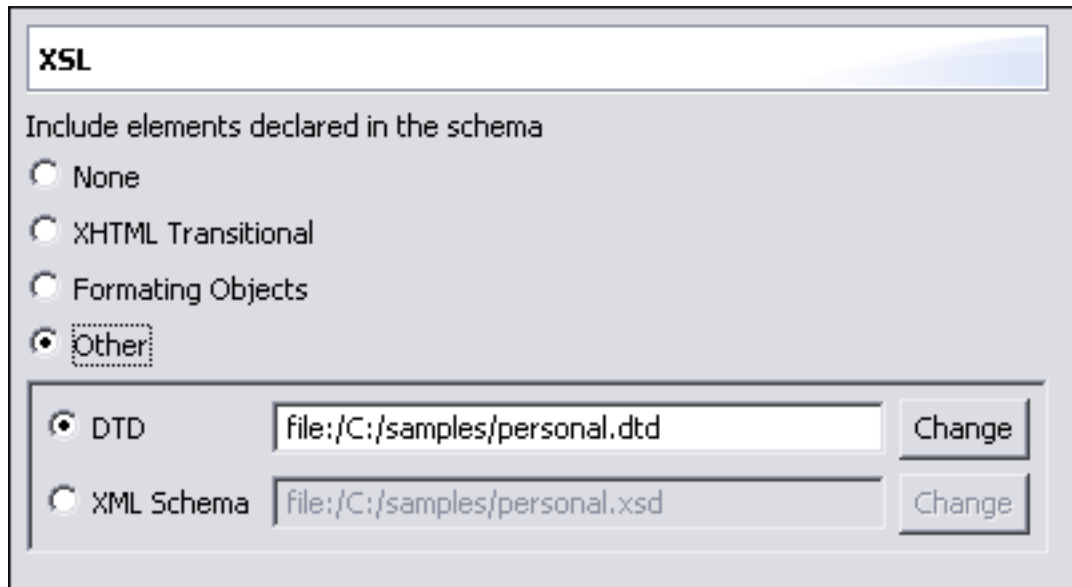 XSL
Include elements declared in the schema
None
XHTML Transitional
Formating Objects
Other
DTD file:/C:/samples/personal.dtd Change
XML Schema file:/C:/samples/personal.xsd Change